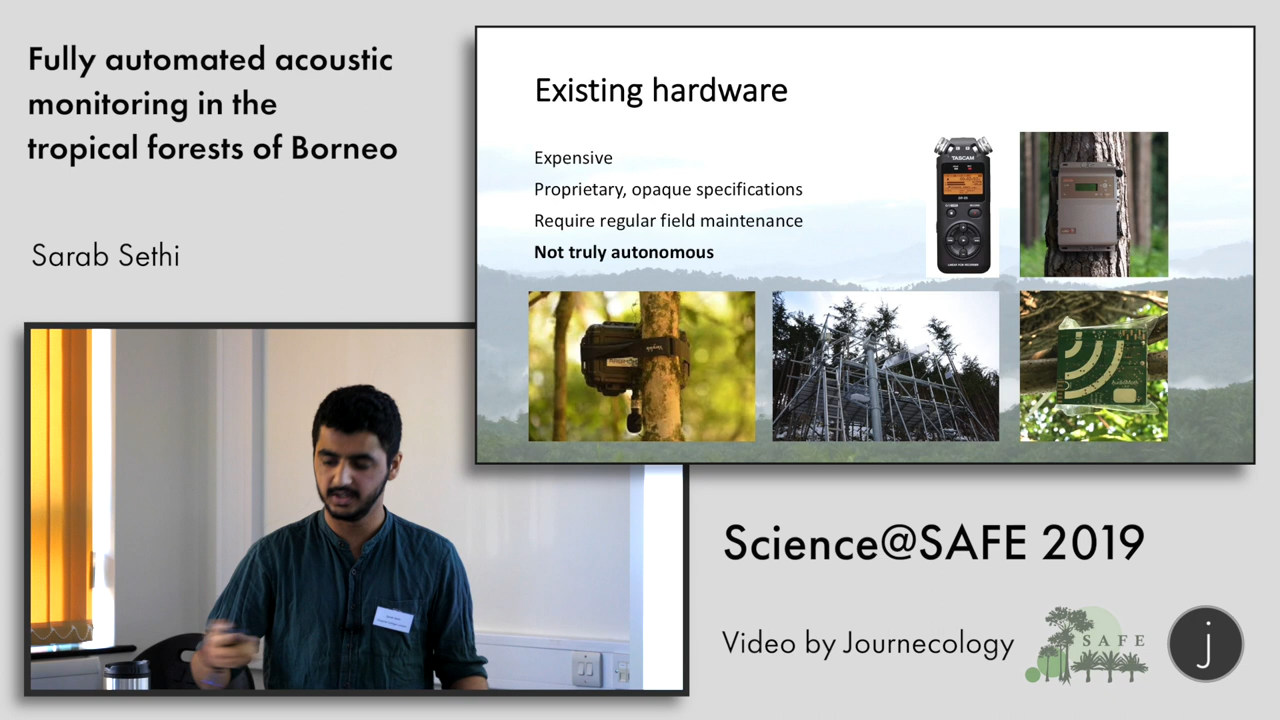 Fully automated acoustic
monitoring in the
tropical forests of Borneo
Sarab Sethi
Existing hardware
Expensive
Proprietary, opaque specifications
Require regular field maintenance
Not truly autonomous
TASCAM
AudioMoth
Science@SAFE 2019
Video by Journecology
SAFE
j